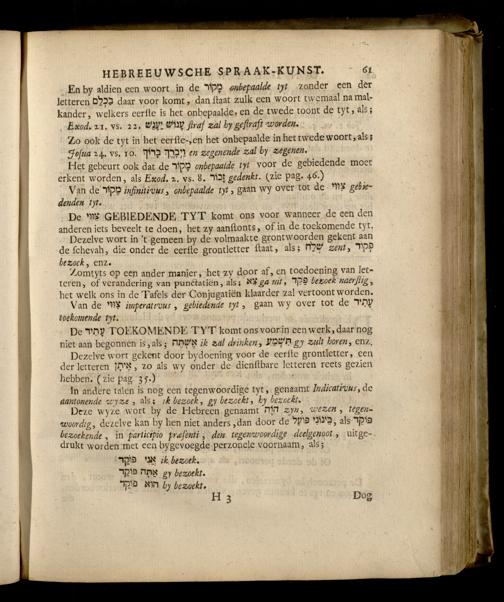 HEBREEUWSCHE SPRAAK-KUNST. 61
En by aldien een woort in de מָקוֹר onbepaalde tyt zonder een der
letteren בְּכָלֵם daar voor komt, dan staat zulk een woort twemaal na mal-
kander, welkers eerste is het onbepaalde, en de twede toont de tyt, als;
Exod. 21. vs. 22. עָנוֹשׁ יֵעָנֵשׁ straf zal hy gestraft worden.
Zo ook de tyt in het eerste-, en het onbepaalde in het twede woort, als;
Josua 24. vs. 10. וַיְבָרֶךְ בָּרוֹךְ en zegenende zal hy zegenen.
Het gebeurt ook dat de מָקוֹר onbepaalde tyt voor de gebiedende moet
erkent worden, als Exod. 2. vs. 8. זָכוֹר gedenkt. (zie pag. 46.)
Van de מָקוֹר infinitivus, onbepaalde tyt, gaan wy over tot de צִוּוּי gebie-
denden tyt.
De צִוּוּי GEBIEDENDE TYT komt ons voor wanneer de een den
anderen iets beveelt te doen, het zy aanstonts, of in de toekomende tyt.
Dezelve wort in 't gemeen by de volmaakte grontwoorden gekent aan
de schevah, die onder de eerste grontletter staat, als; שְׁלַח zent, פְּקוֹד
bezoek, enz.
Zomtyts op een ander manier, het zy door af, en toedoening van let-
teren, of verandering van punctatiën, als; צֵא ga uit, פַּקֵּד bezoek naerstig,
het welk ons in de Tafels der Conjugatiën klaarder zal vertoont worden.
Van de צִוּוּי imperativus, gebiedende tyt, gaan wy over tot de עָתִיד
toekomende tyt.
De עָתִיד TOEKOMENDE TYT komt ons voor in een werk, daar nog
niet aan begonnen is, als; אֶשְׁתֶּה ik zal drinken, תִּשְׁמַע gy zult horen, enz.
Dezelve wort gekent door bydoening voor de eerste grontletter, een
der letteren אֵיתָן, zo als wy onder de dienstbare letteren reets gezien
hebben. (zie pag 35.)
In andere talen is nog een tegenwoordige tyt, genaamt Indicativus, de
aantonende wyze, als; ik bezoek, gy bezoekt, hy bezoekt.
Deze wyze wort by de Hebreen genaamt הֹוֶה zyn, wezen, tegen-
woordig, dezelve kan by hen niet anders, dan door de בֵּינוֹנִי פּוֹעֵל, als פּוֹקֵד
bezoekende, in participio præsenti, den tegenwoordige deelgenoot, uitge-
drukt worden met een bygevoegde perzonele voornaam, als;
אֲנִי פּוֹקֵד ik bezoek.
אַתָּה פּוֹקֵד gy bezoekt.
הוּא פּוֹקֵד hy bezoekt.
H 3 Dog